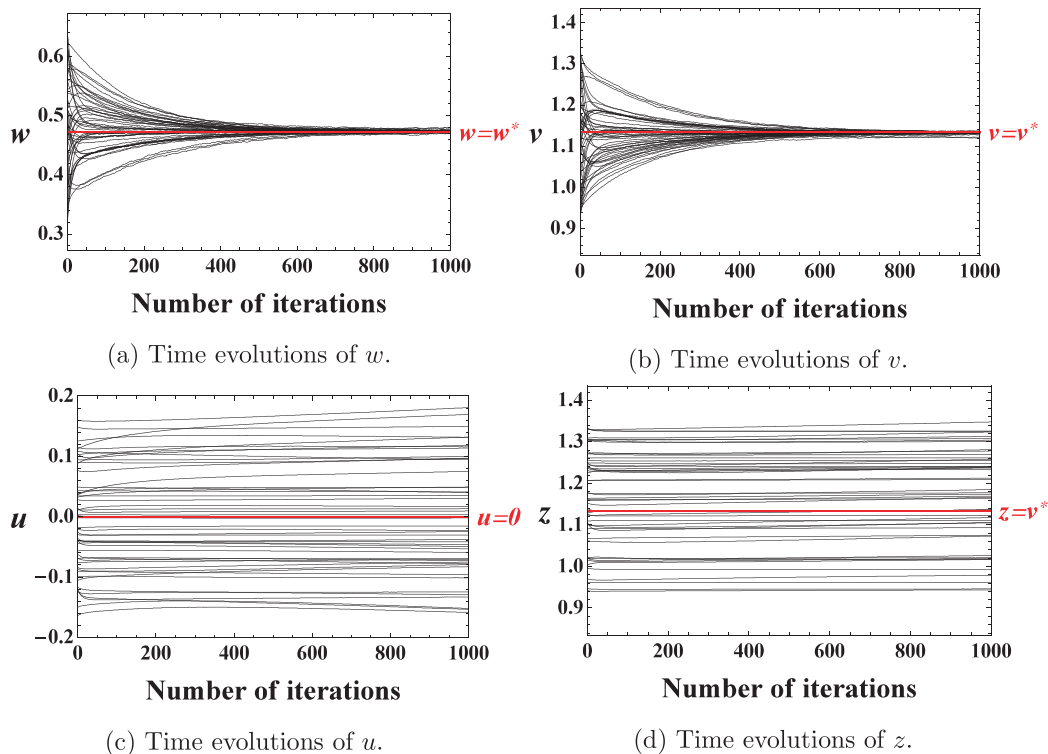 0.6
0.5
0.4
0.3
w
w=w*
0 200 400 600 800 1000
Number of iterations
(a) Time evolutions of w.
1.4
1.3
1.2
1.1
1.0
0.9
v
v=v*
0 200 400 600 800 1000
Number of iterations
(b) Time evolutions of v.
0.2
0.1
0.0
−0.1
−0.2
u
u=0
0 200 400 600 800 1000
Number of iterations
(c) Time evolutions of u.
1.4
1.3
1.2
1.1
1.0
0.9
z
z=v*
0 200 400 600 800 1000
Number of iterations
(d) Time evolutions of z.